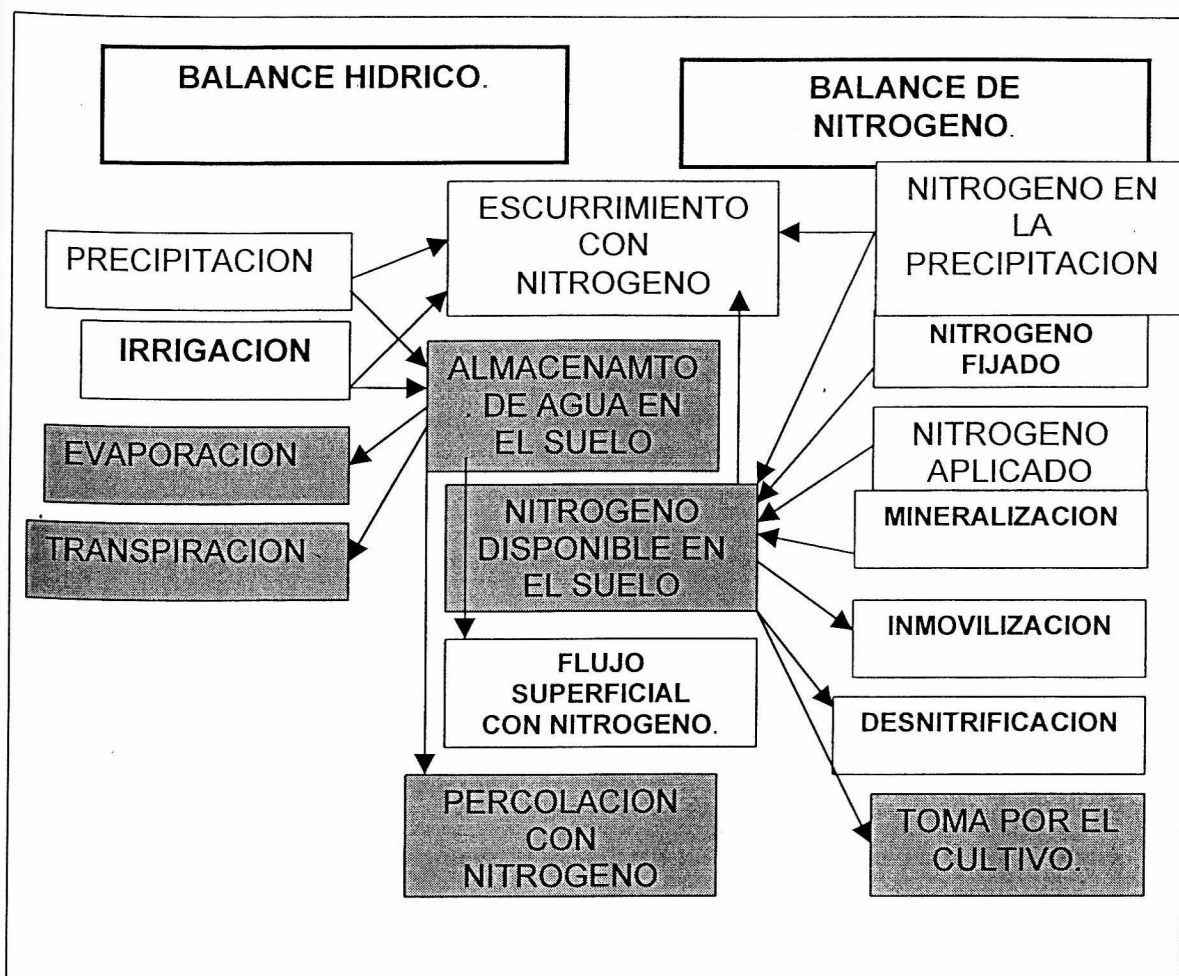 BALANCE HIDRICO.
BALANCE DE
NITROGENO.
ESCURRIMIENTO
CON
NITROGENO
NITROGENO EN
LA
PRECIPITACION
PRECIPITACION
IRRIGACION
NITROGENO
FIJADO
ALMACENAMTO
. DE AGUA EN
EL SUELO
EVAPORACION
NITROGENO
APLICADO
NITROGENO
DISPONIBLE EN
EL SUELO
MINERALIZACION
TRANSPIRACION
INMOVILIZACION
FLUJO
SUPERFICIAL
CON NITROGENO.
DESNITRIFICACION
PERCOLACION
CON
NITROGENO
TOMA POR EL
CULTIVO.